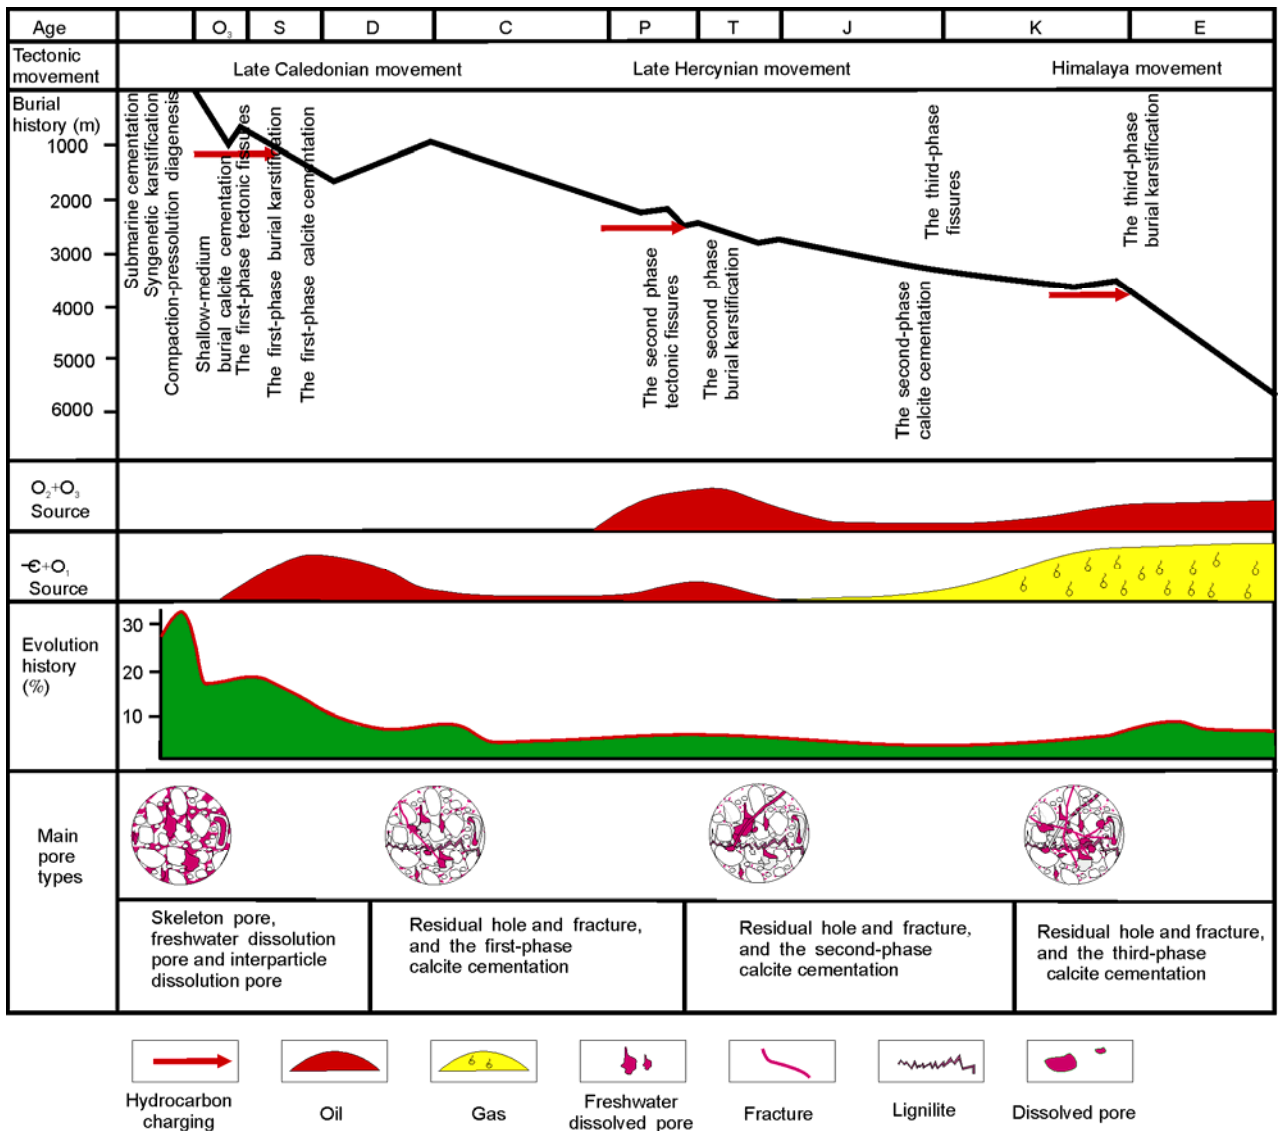 Age
O3
S
D
C
P
T
J
K
E
Tectonic
movement
Late Caledonian movement
Late Hercynian movement
Himalaya movement
Burial
history (m)
1000
2000
3000
4000
5000
6000
Submarine cementation
Syngenetic karstification
Compaction-pressolution diagenesis
Shallow-medium
burial calcite cementation
The first-phase tectonic fissures
The first-phase burial karstification
The first-phase calcite cementation
The second phase
tectonic fissures
The second phase
burial karstification
The second-phase
calcite cementation
The third-phase
fissures
The third-phase
burial karstification
O2+O3
Source
Є+O1
Source
Evolution
history
(%)
30
20
10
Main
pore
types
Skeleton pore,
freshwater dissolution
pore and interparticle
dissolution pore
Residual hole and fracture,
and the first-phase
calcite cementation
Residual hole and fracture,
and the second-phase
calcite cementation
Residual hole and fracture,
and the third-phase
calcite cementation
Hydrocarbon
charging
Oil
Gas
Freshwater
dissolved pore
Fracture
Lignilite
Dissolved pore